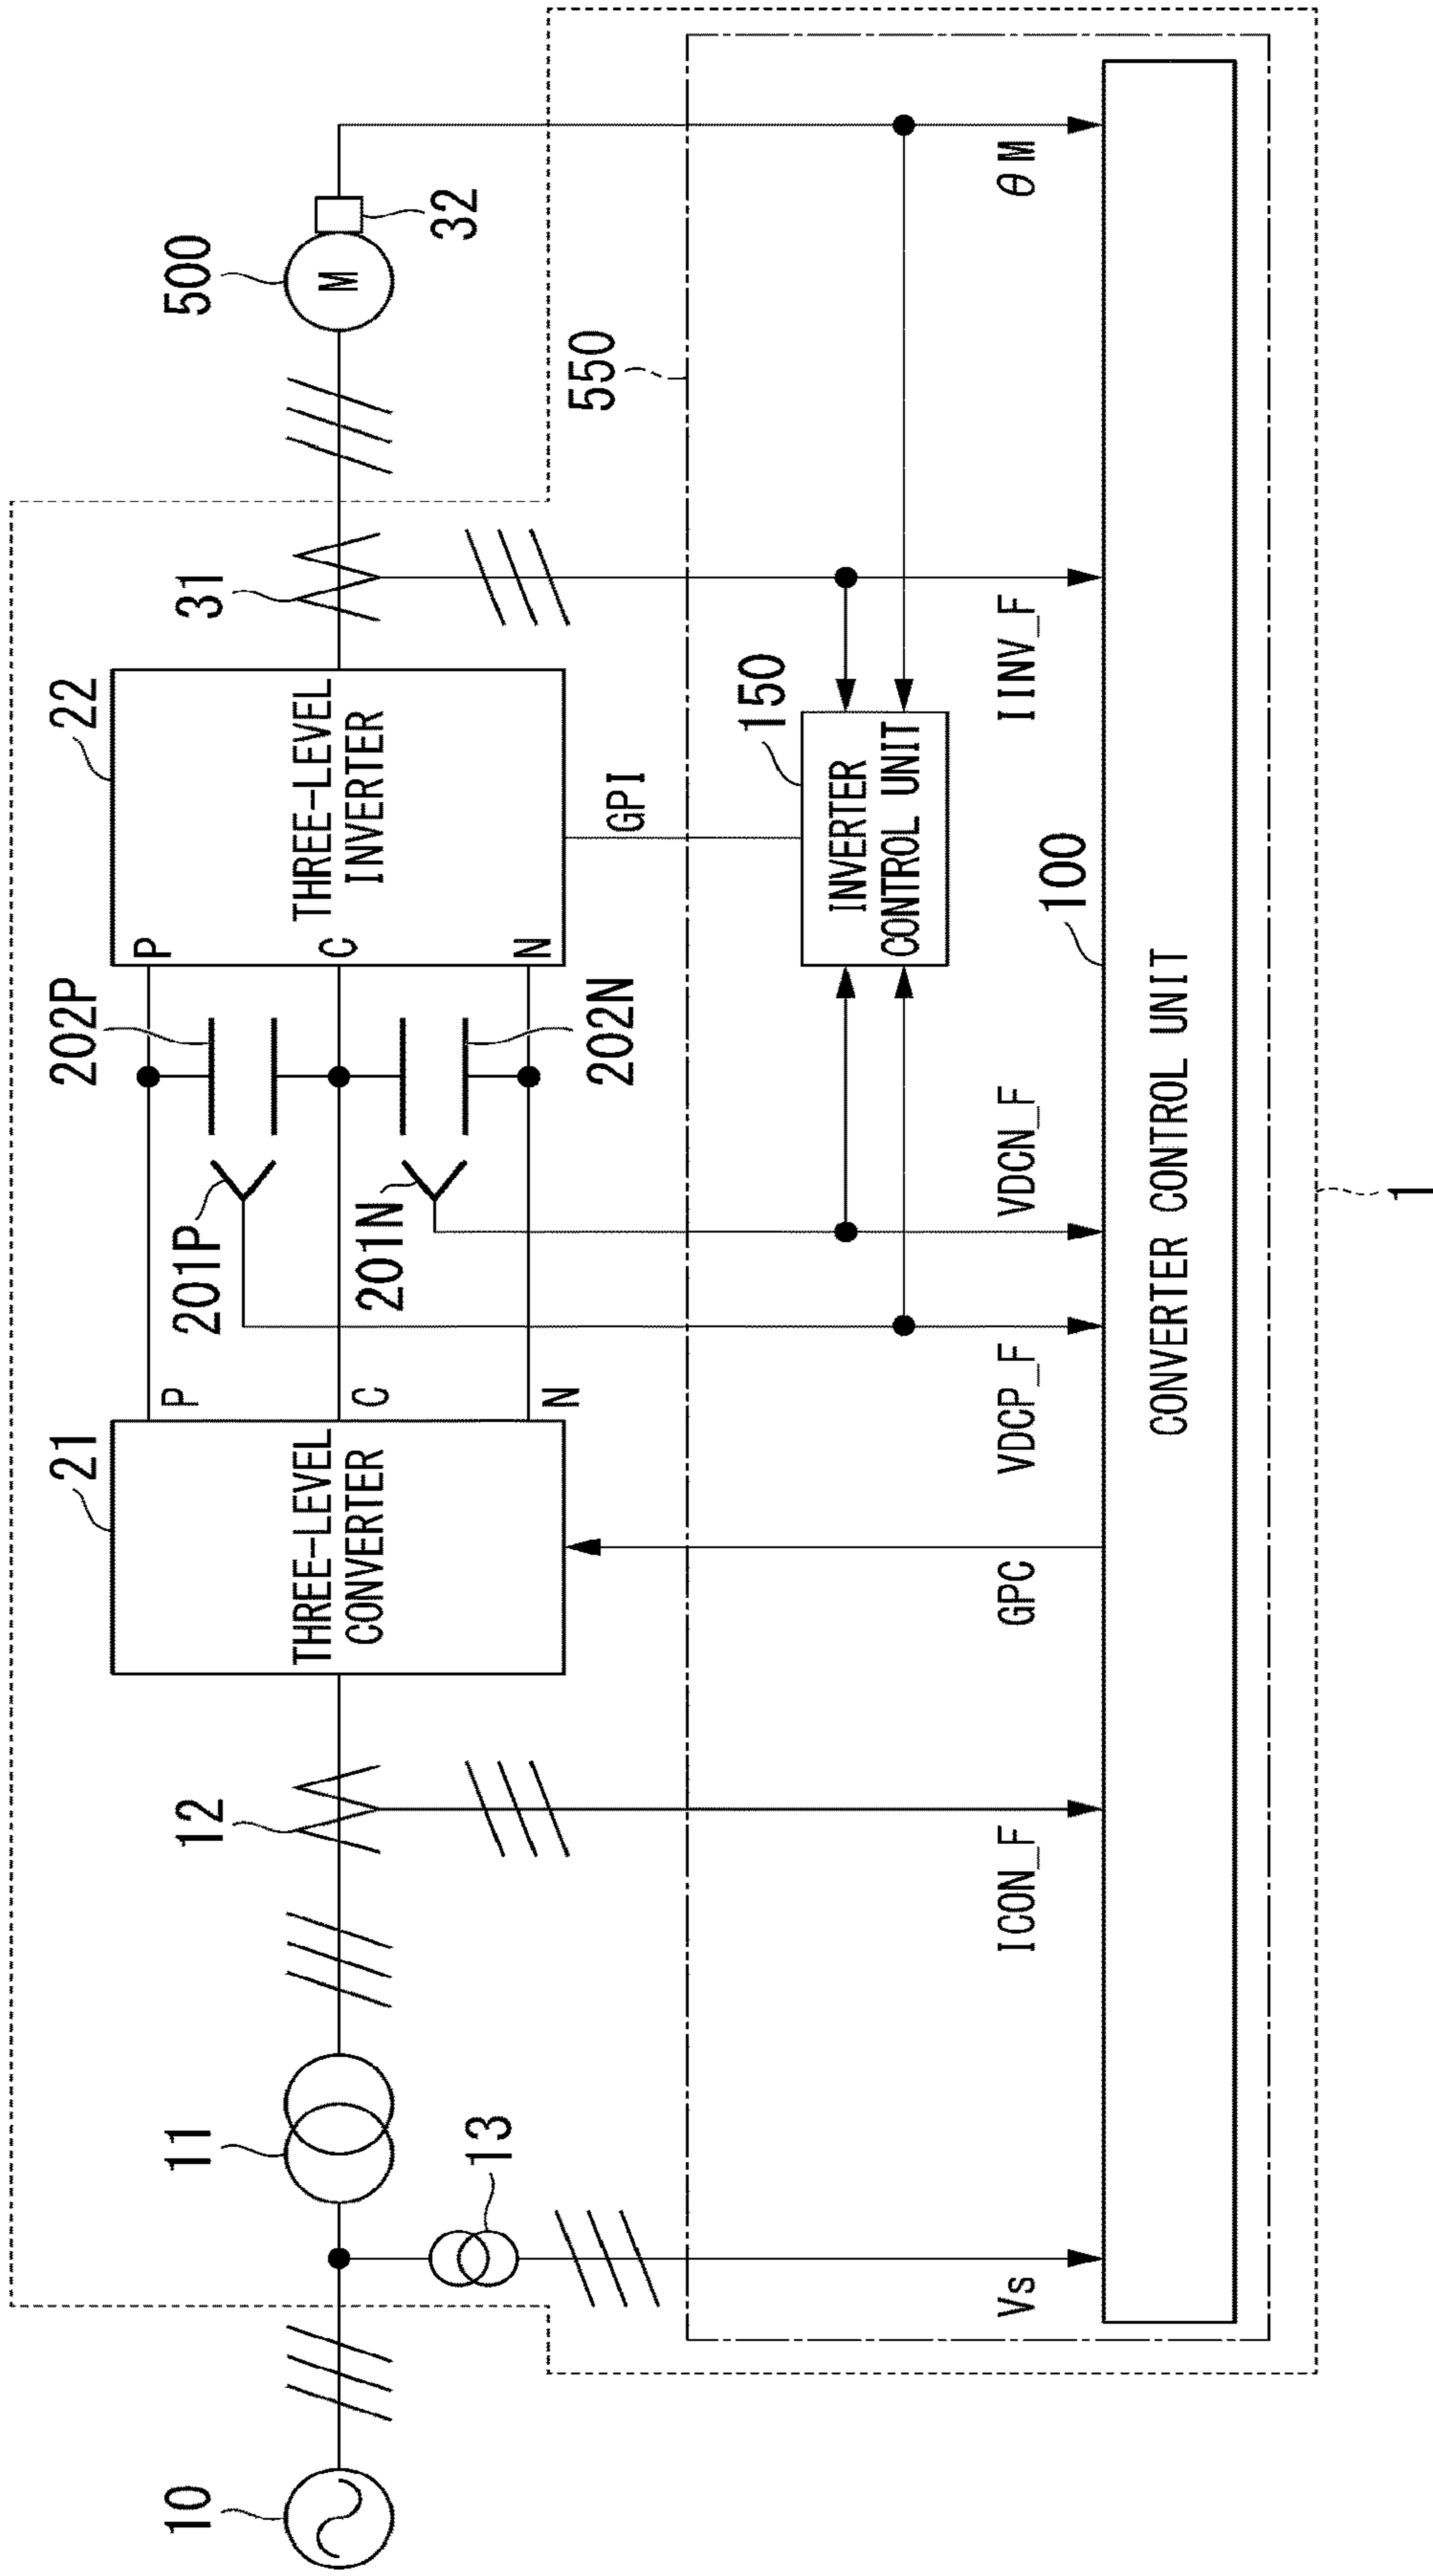 10
11
12
13
21
THREE-LEVEL
CONVERTER
P
C
N
201P
201N
202P
202N
22
P
C
N
THREE-LEVEL
INVERTER
31
500
M
32
550
GPI
150
INVERTER
CONTROL UNIT
Vs
ICON_F
GPC
VDCP_F
VDCN_F
IINV_F
θM
100
CONVERTER CONTROL UNIT
1